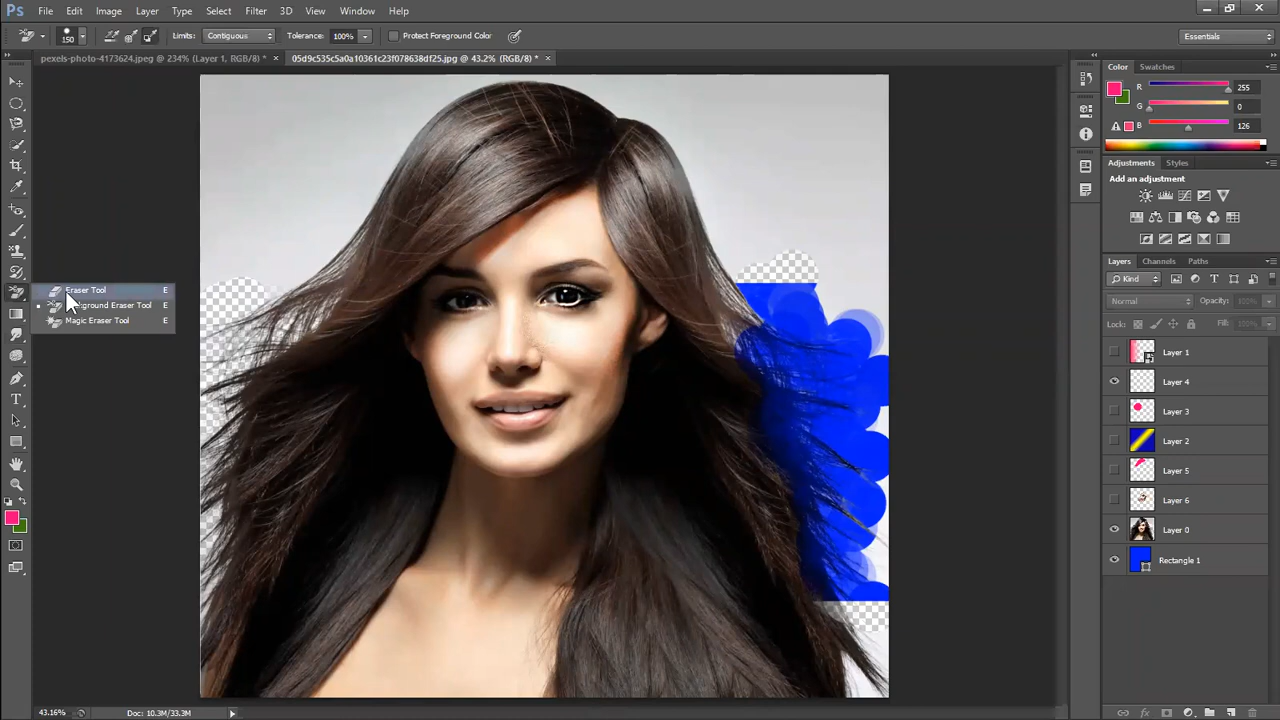 Ps File Edit Image Layer Type Select Filter 3D View Window Help
150 Limits: Contiguous Tolerance: 100% Protect Foreground Color Essentials
pexels-photo-4173624.jpeg @ 234% (Layer 1, RGB/8) * × 05d9c535c5a0a10361c23f078638df25.jpg @ 43.2% (RGB/8) * ×
Color Swatches
R 255
G 0
B 126
Adjustments Styles
Add an adjustment
Layers Channels Paths
Kind
Normal Opacity: 100%
Lock: Fill: 100%
Eraser Tool E
ground Eraser Tool E
Magic Eraser Tool E
Layer 1
Layer 4
Layer 3
Layer 2
Layer 5
Layer 6
Layer 0
Rectangle 1
43.16% Doc: 10.3M/33.3M